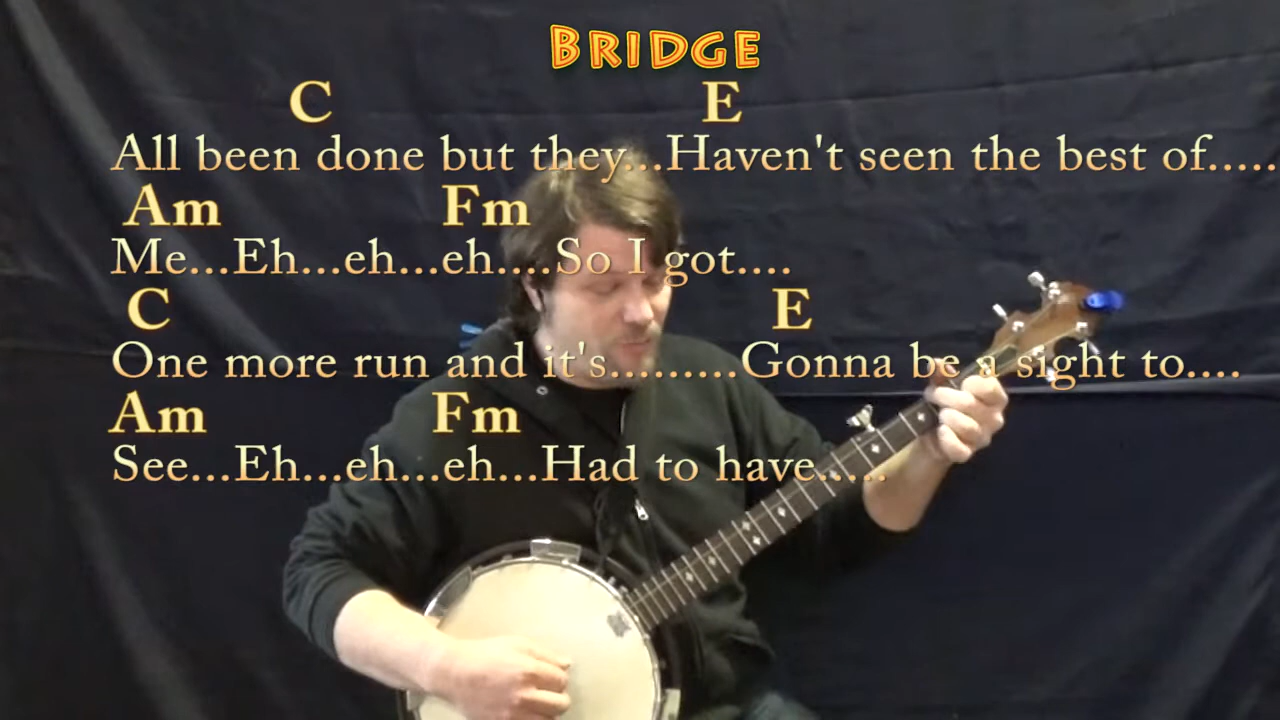 BRIDGE
C E
All been done but they...Haven't seen the best of.....
Am Fm
Me...Eh...eh...eh....So I got....
C E
One more run and it's.........Gonna be a sight to....
Am Fm
See...Eh...eh...eh...Had to have.....